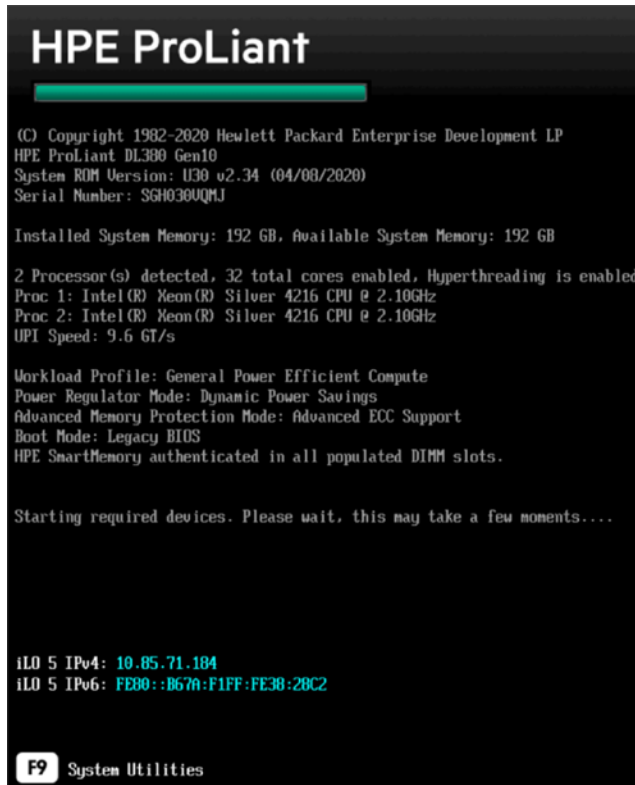 HPE ProLiant
(C) Copyright 1982-2020 Hewlett Packard Enterprise Development LP
HPE ProLiant DL380 Gen10
System ROM Version: U30 v2.34 (04/08/2020)
Serial Number: SGH030VQMJ
Installed System Memory: 192 GB, Available System Memory: 192 GB
2 Processor(s) detected, 32 total cores enabled, Hyperthreading is enabled
Proc 1: Intel(R) Xeon(R) Silver 4216 CPU @ 2.10GHz
Proc 2: Intel(R) Xeon(R) Silver 4216 CPU @ 2.10GHz
UPI Speed: 9.6 GT/s
Workload Profile: General Power Efficient Compute
Power Regulator Mode: Dynamic Power Savings
Advanced Memory Protection Mode: Advanced ECC Support
Boot Mode: Legacy BIOS
HPE SmartMemory authenticated in all populated DIMM slots.
Starting required devices. Please wait, this may take a few moments....
iLO 5 IPv4: 10.85.71.184
iLO 5 IPv6: FE80::B67A:F1FF:FE38:28C2
F9 System Utilities